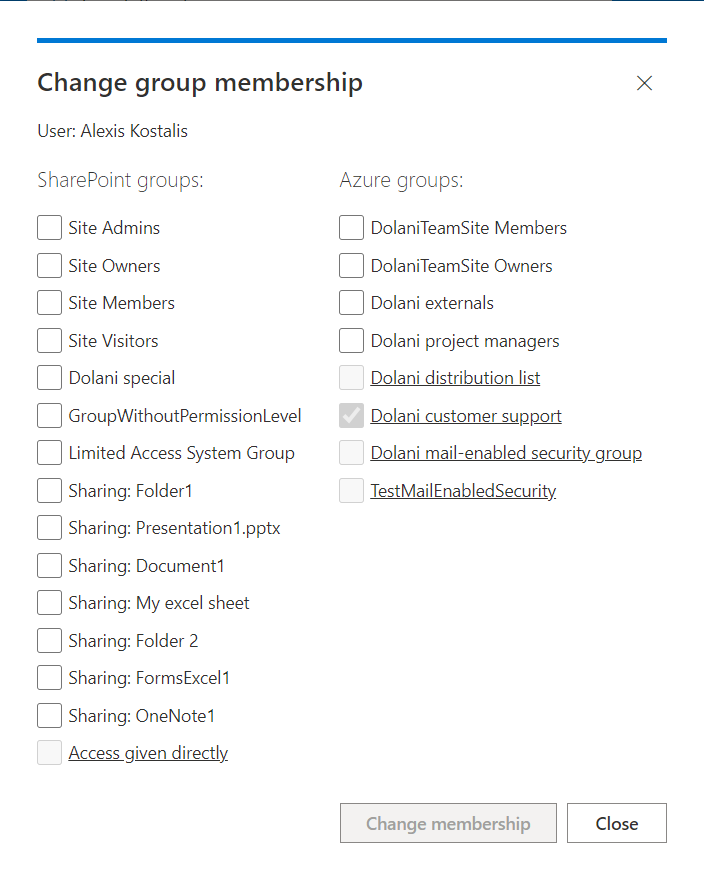 Change group membership
User: Alexis Kostalis
SharePoint groups:
Site Admins
Site Owners
Site Members
Site Visitors
Dolani special
GroupWithoutPermissionLevel
Limited Access System Group
Sharing: Folder1
Sharing: Presentation1.pptx
Sharing: Document1
Sharing: My excel sheet
Sharing: Folder 2
Sharing: FormsExcel1
Sharing: OneNote1
Access given directly
Azure groups:
DolaniTeamSite Members
DolaniTeamSite Owners
Dolani externals
Dolani project managers
Dolani distribution list
Dolani customer support
Dolani mail-enabled security group
TestMailEnabledSecurity
Change membership
Close